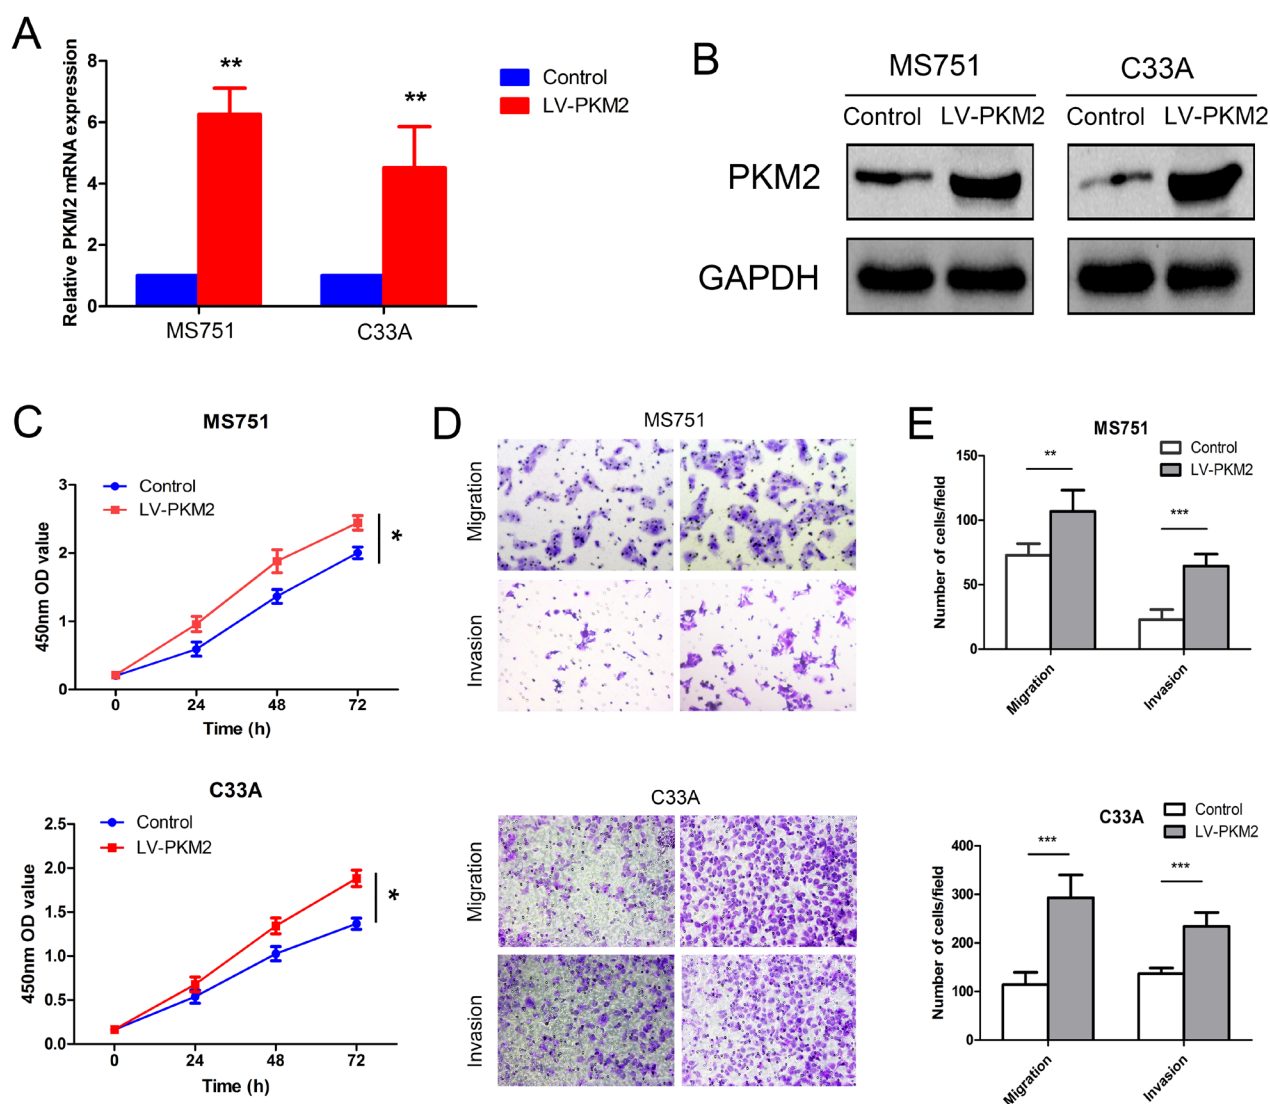 A
Relative PKM2 mRNA expression
8
6
4
2
0
**
**
MS751
C33A
Control
LV-PKM2
B
MS751
C33A
Control
LV-PKM2
Control
LV-PKM2
PKM2
GAPDH
C
MS751
Control
LV-PKM2
450nm OD value
3
2
1
0
*
0
24
48
72
Time (h)
C33A
Control
LV-PKM2
450nm OD value
2.5
2.0
1.5
1.0
0.5
0.0
*
0
24
48
72
Time (h)
D
MS751
Migration
Invasion
C33A
Migration
Invasion
E
MS751
Control
LV-PKM2
Number of cells/field
150
100
50
0
**
***
Migration
Invasion
C33A
Control
LV-PKM2
Number of cells/field
400
300
200
100
0
***
***
Migration
Invasion